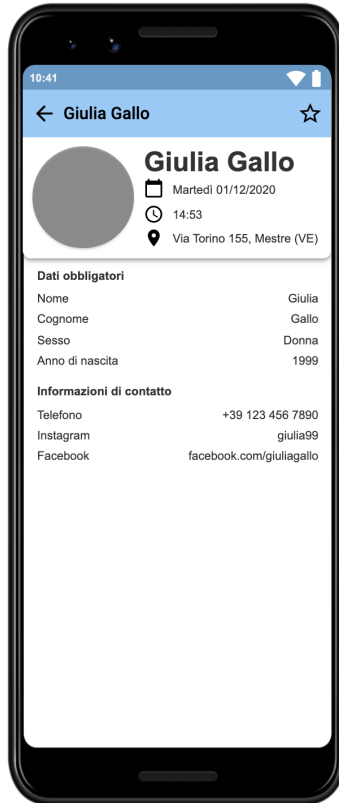 10:41
Giulia Gallo
Giulia Gallo
Martedì 01/12/2020
14:53
Via Torino 155, Mestre (VE)
Dati obbligatori
Nome Giulia
Cognome Gallo
Sesso Donna
Anno di nascita 1999
Informazioni di contatto
Telefono +39 123 456 7890
Instagram giulia99
Facebook facebook.com/giuliagallo